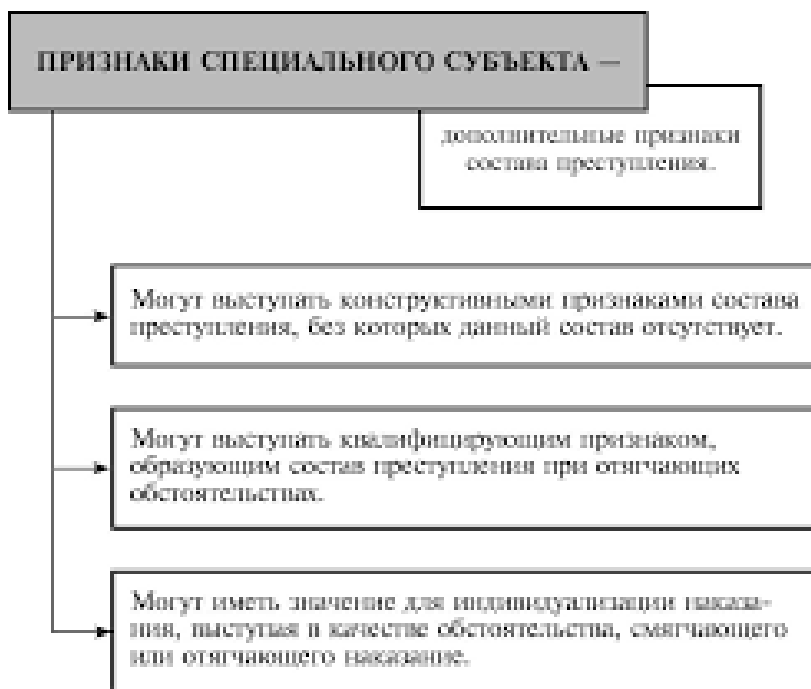 ПРИЗНАКИ СПЕЦИАЛЬНОГО СУБЪЕКТА —
дополнительные признаки
состава преступления.
Могут выступать конструктивными признаками состава
преступления, без которых данный состав отсутствует.
Могут выступать квалифицирующим признаком,
образующим состав преступления при отягчающих
обстоятельствах.
Могут иметь значение для индивидуализации наказа-
ния, выступая в качестве обстоятельства, смягчающего
или отягчающего наказание.